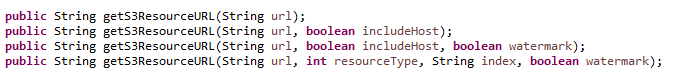 public String getS3ResourceURL(String url);
public String getS3ResourceURL(String url, boolean includeHost);
public String getS3ResourceURL(String url, boolean includeHost, boolean watermark);
public String getS3ResourceURL(String url, int resourceType, String index, boolean watermark);